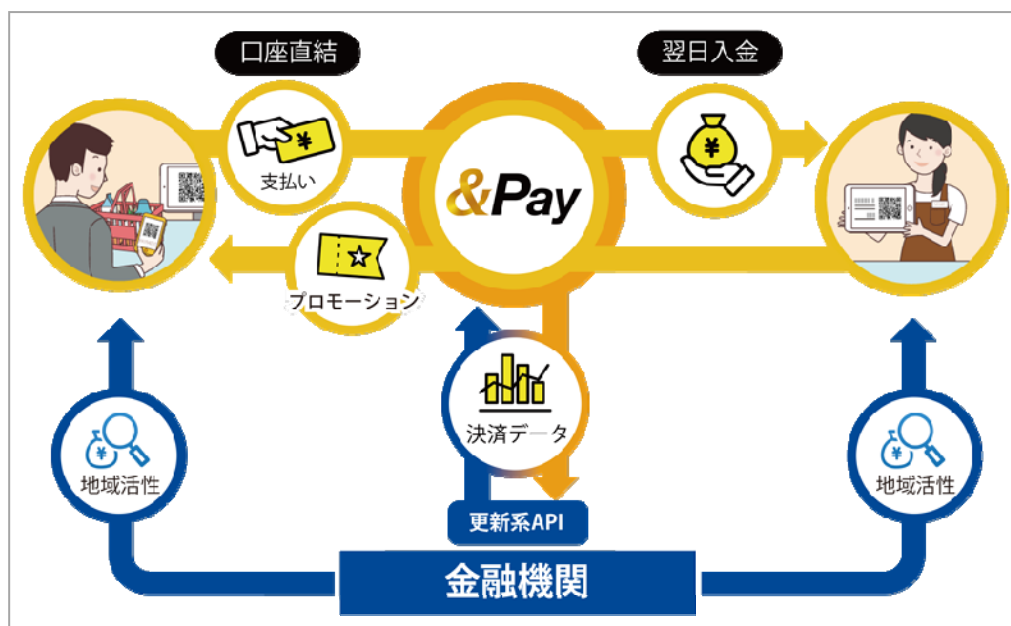 口座直結
翌日入金
支払い
&Pay
プロモーション
決済データ
地域活性
地域活性
更新系API
金融機関